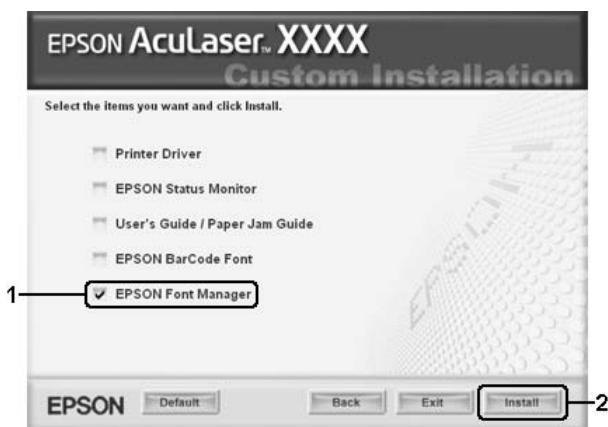 EPSON AcuLaser™ XXXX
Custom Installation
Select the items you want and click Install.
Printer Driver
EPSON Status Monitor
User's Guide / Paper Jam Guide
EPSON BarCode Font
1
EPSON Font Manager
EPSON
EPSON Default Back Exit Install 2